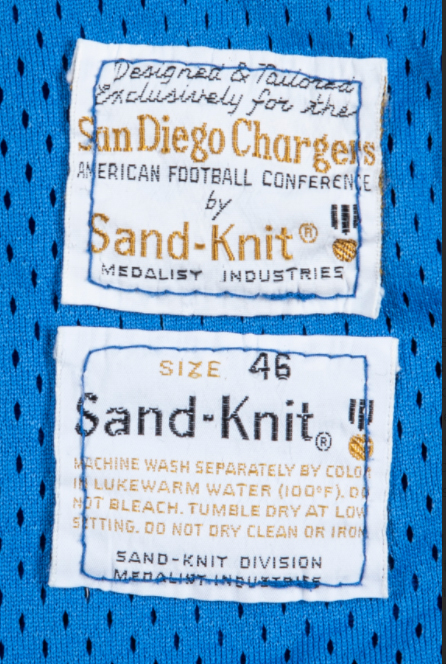 Designed & Tailored
Exclusively for the
San Diego Chargers
AMERICAN FOOTBALL CONFERENCE
by
Sand-Knit®
MEDALIST INDUSTRIES
SIZE 46
Sand-Knit®
MACHINE WASH SEPARATELY BY COLOR
IN LUKEWARM WATER (100°F). DO
NOT BLEACH. TUMBLE DRY AT LOW
SETTING. DO NOT DRY CLEAN OR IRON
SAND-KNIT DIVISION
MEDALIST INDUSTRIES